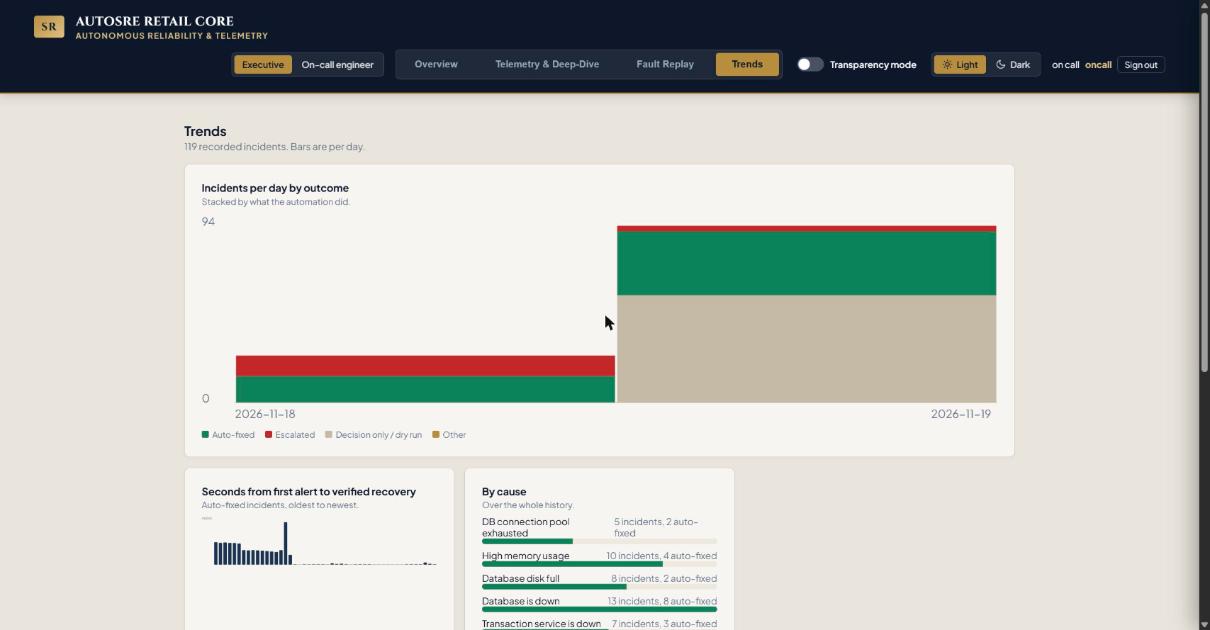 SR
AUTOSRE RETAIL CORE
AUTONOMOUS RELIABILITY & TELEMETRY
Executive On-call engineer Overview Telemetry & Deep-Dive Fault Replay Trends Transparency mode Light Dark on call oncall Sign out
Trends
119 recorded incidents. Bars are per day.
Incidents per day by outcome
Stacked by what the automation did.
94
0
2026-11-18 2026-11-19
Auto-fixed Escalated Decision only / dry run Other
Seconds from first alert to verified recovery
Auto-fixed incidents, oldest to newest.
By cause
Over the whole history.
DB connection pool exhausted 5 incidents, 2 auto-fixed
High memory usage 10 incidents, 4 auto-fixed
Database disk full 8 incidents, 2 auto-fixed
Database is down 13 incidents, 8 auto-fixed
Transaction service is down 7 incidents, 3 auto-fixed